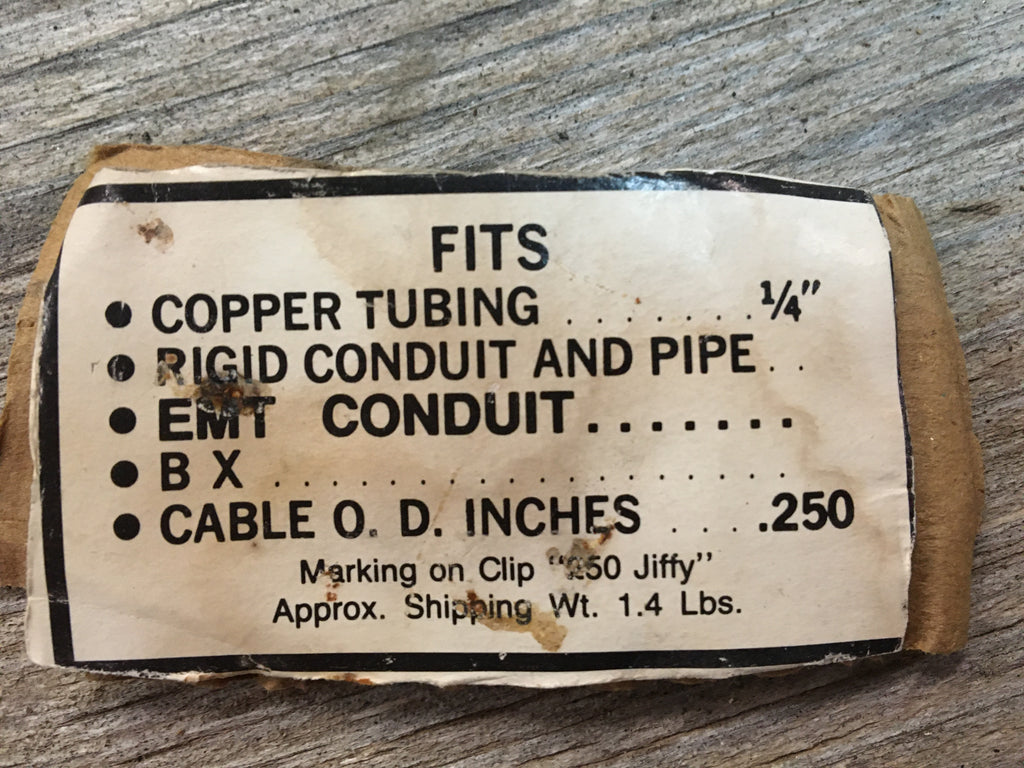 FITS
• COPPER TUBING . . . . . . . 1/4"
• RIGID CONDUIT AND PIPE . .
• EMT CONDUIT . . . . . . .
• B X . . . . . . . . . . . . . . . . . .
• CABLE O. D. INCHES . . . . .250
Marking on Clip "250 Jiffy"
Approx. Shipping Wt. 1.4 Lbs.